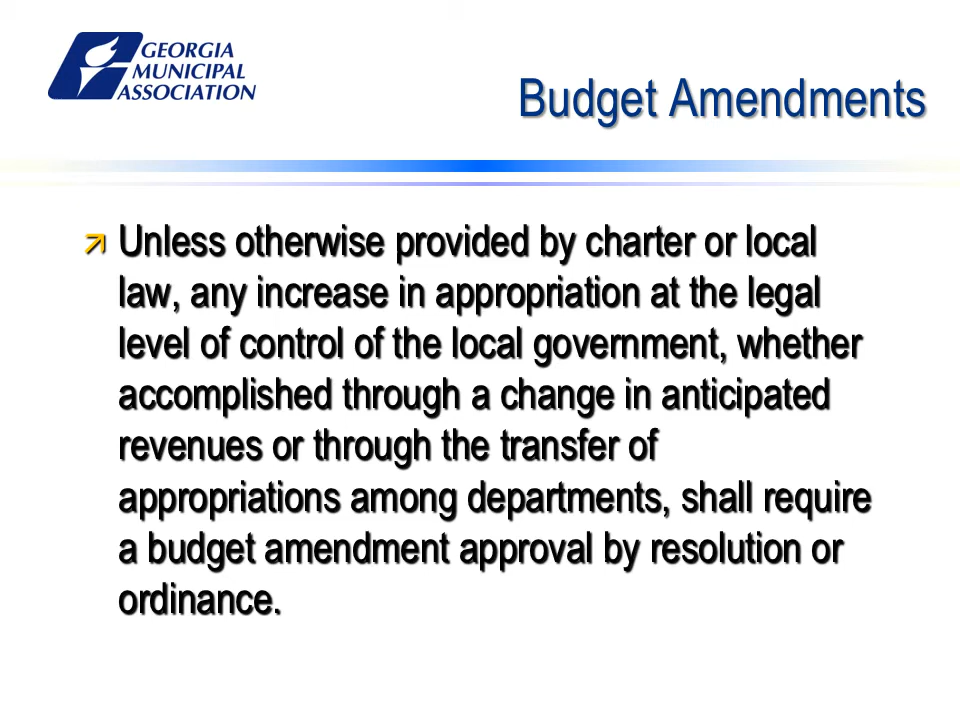 GEORGIA
MUNICIPAL
ASSOCIATION
Budget Amendments
Unless otherwise provided by charter or local
law, any increase in appropriation at the legal
level of control of the local government, whether
accomplished through a change in anticipated
revenues or through the transfer of
appropriations among departments, shall require
a budget amendment approval by resolution or
ordinance.